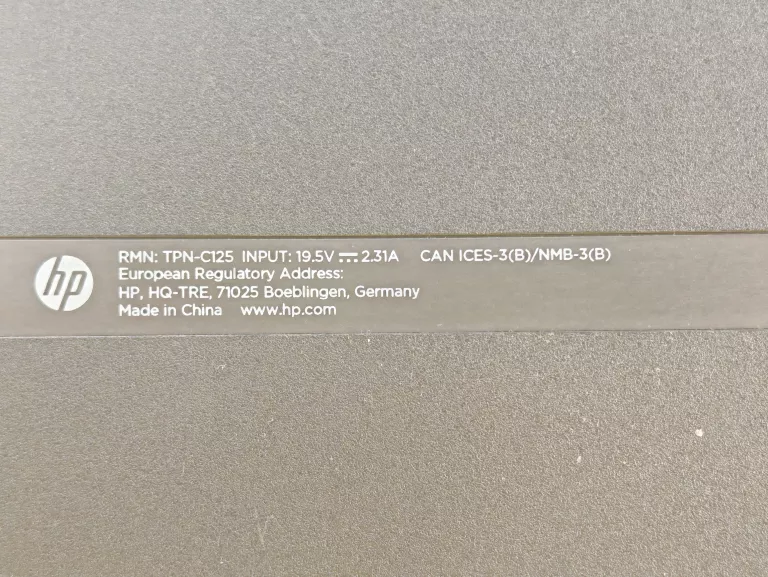 hp
RMN: TPN-C125 INPUT: 19.5V ⎓ 2.31A CAN ICES-3(B)/NMB-3(B)
European Regulatory Address:
HP, HQ-TRE, 71025 Boeblingen, Germany
Made in China www.hp.com